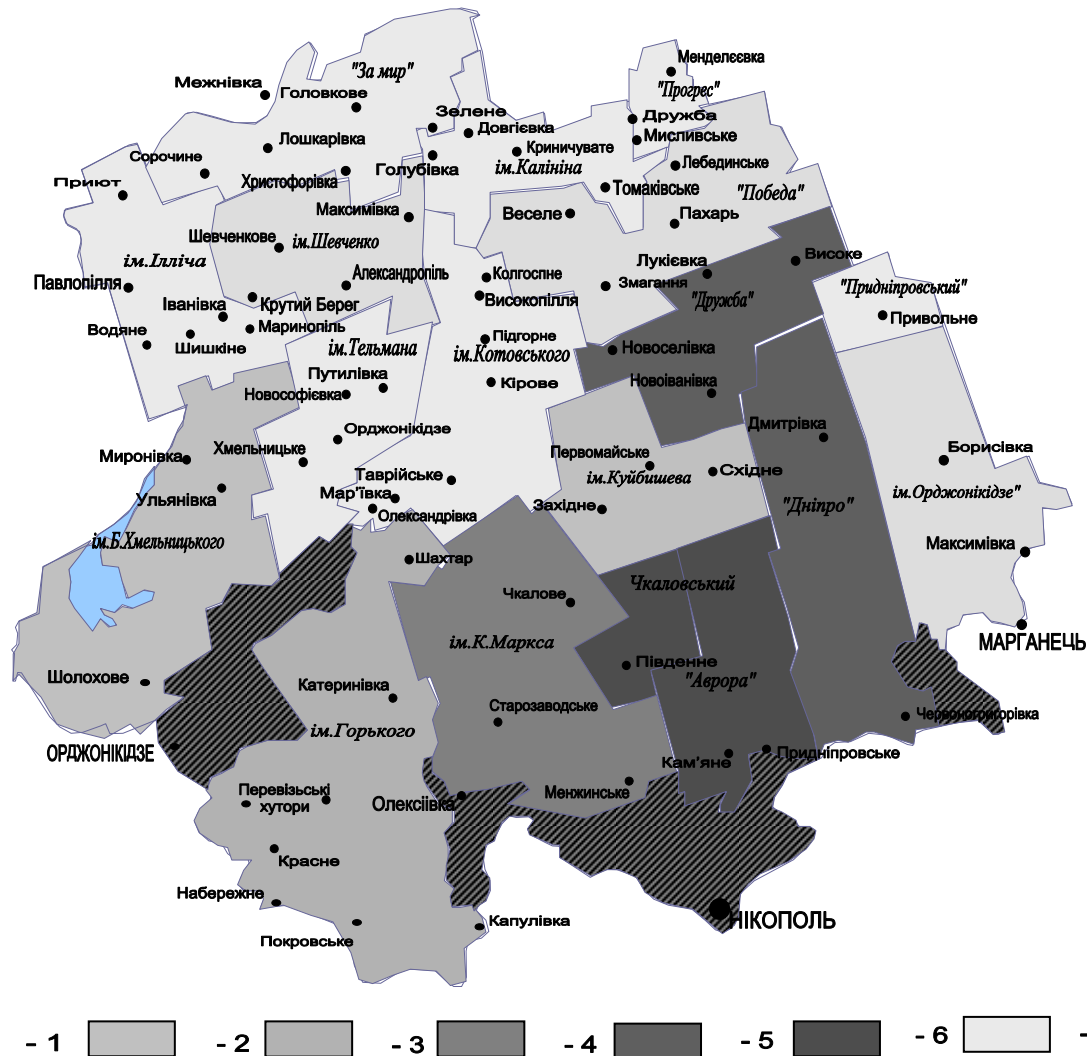 Менделєєвка
"За мир"
"Прогрес"
Межнівка
Головкове
Зелене
Дружба
Довгієвка
Лошкарівка
Криничувате
Мисливське
Сорочине
Голубівка
ім.Калініна
Лебединське
Приют
Христофорівка
Томаківське
"Победа"
Максимівка
Веселе
Пахарь
Шевченкове
ім.Шевченко
ім.Ілліча
Лукієвка
Високе
Павлопілля
Александропіль
Колгоспне
Змагання
"Придніпровський"
Іванівка
Крутий Берег
Високопілля
"Дружба"
Привольне
Водяне
Маринопіль
Шишкіне
ім.Тельмана
Підгорне
ім.Котовського
Новоселівка
Путилівка
Кірове
Новоіванівка
Новософієвка
Орджонікідзе
Дмитрівка
Миронівка
Хмельницьке
Первомайське
Борисівка
Таврійське
ім.Куйбишева
Східне
Ульянівка
Мар'ївка
Західне
"Дніпро"
ім.Орджонікідзе"
Олександрівка
ім.Б.Хмельницького
Максимівка
Шахтар
Чкаловський
Чкалове
ім.К.Маркса
МАРГАНЕЦЬ
Південне
Шолохове
Катеринівка
"Аврора"
Старозаводське
Червоногригорівка
ім.Горького
ОРДЖОНІКІДЗЕ
Кам'яне
Придніпровське
Перевізьські
хутори
Олексіївка
Менжинське
Красне
Набережне
Капулівка
НІКОПОЛЬ
Покровське
- 1
- 2
- 3
- 4
- 5
- 6
-